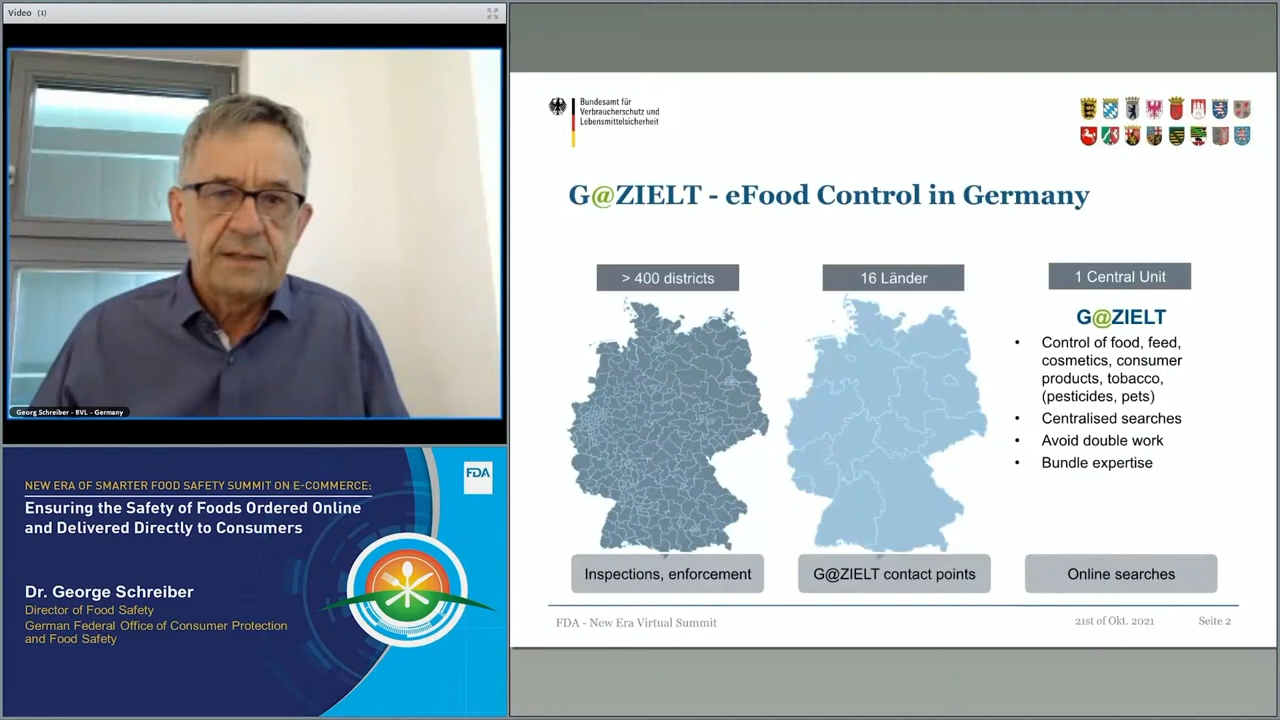 Video (1)
Georg Schreiber - BVL - Germany
NEW ERA OF SMARTER FOOD SAFETY SUMMIT ON E-COMMERCE:
Ensuring the Safety of Foods Ordered Online
and Delivered Directly to Consumers
FDA
Dr. George Schreiber
Director of Food Safety
German Federal Office of Consumer Protection
and Food Safety
Bundesamt für
Verbraucherschutz und
Lebensmittelsicherheit
G@ZIELT - eFood Control in Germany
> 400 districts
16 Länder
1 Central Unit
G@ZIELT
• Control of food, feed,
cosmetics, consumer
products, tobacco,
(pesticides, pets)
• Centralised searches
• Avoid double work
• Bundle expertise
Inspections, enforcement
G@ZIELT contact points
Online searches
FDA - New Era Virtual Summit
21st of Okt. 2021
Seite 2